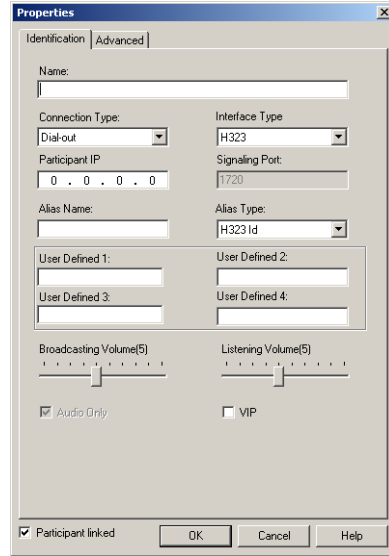 Properties
Identification Advanced
Name:
Connection Type: Interface Type
Dial-out H323
Participant IP Signaling Port:
0 . 0 . 0 . 0 1720
Alias Name: Alias Type:
H323 Id
User Defined 1: User Defined 2:
User Defined 3: User Defined 4:
Broadcasting Volume(5) Listening Volume(5)
Audio Only VIP
Participant linked OK Cancel Help